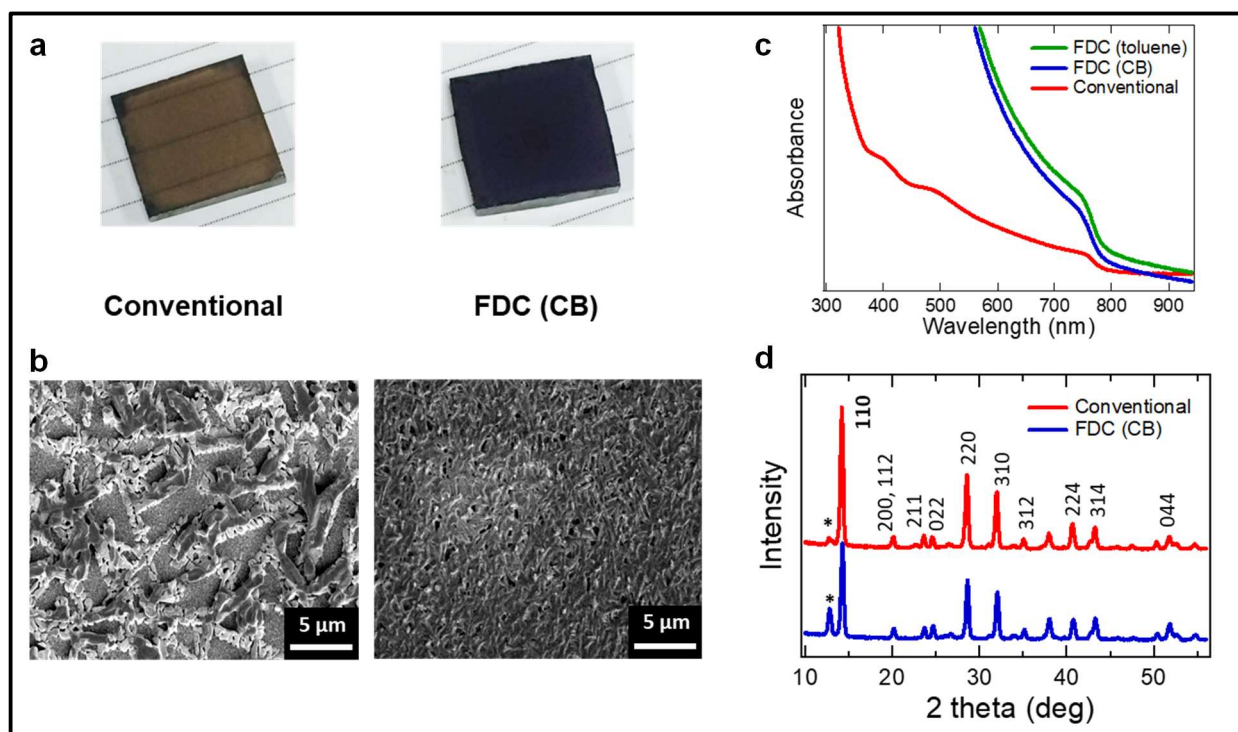 a
Conventional
FDC (CB)
b
5 µm
5 µm
c
FDC (toluene)
FDC (CB)
Conventional
Absorbance
300 400 500 600 700 800 900
Wavelength (nm)
d
Conventional
FDC (CB)
Intensity
*
110
200, 112
211
022
220
310
312
224
314
044
*
10 20 30 40 50
2 theta (deg)